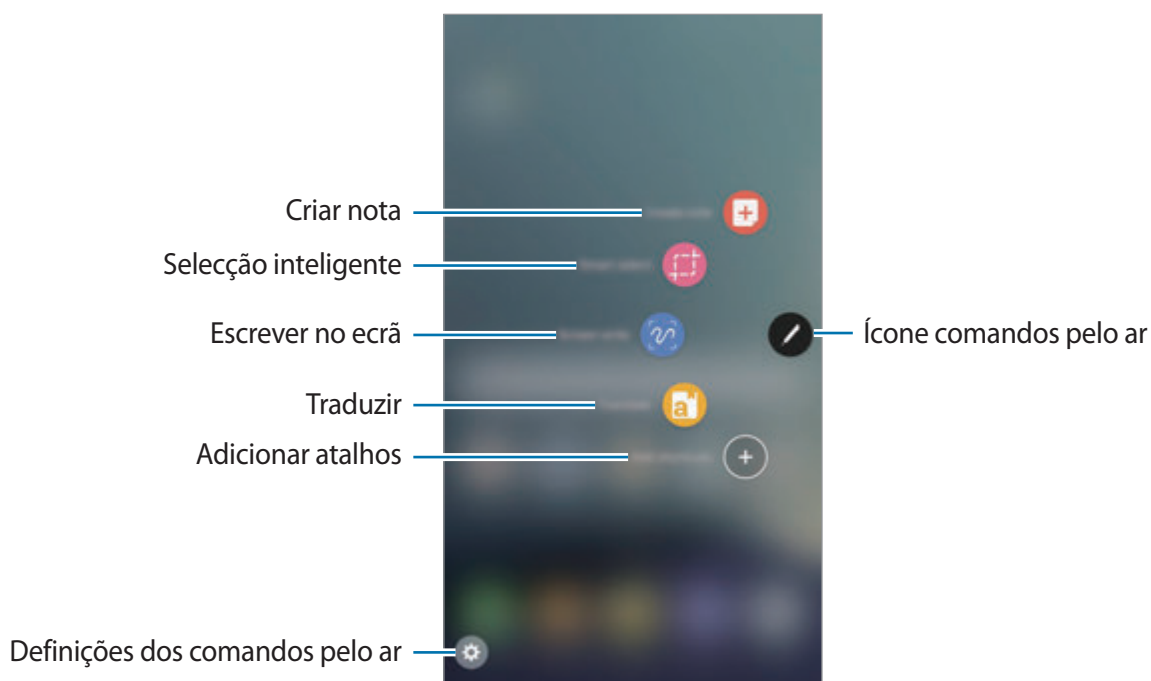 Criar nota
Selecção inteligente
Escrever no ecrã
Ícone comandos pelo ar
Traduzir
a
Adicionar atalhos
Definições dos comandos pelo ar